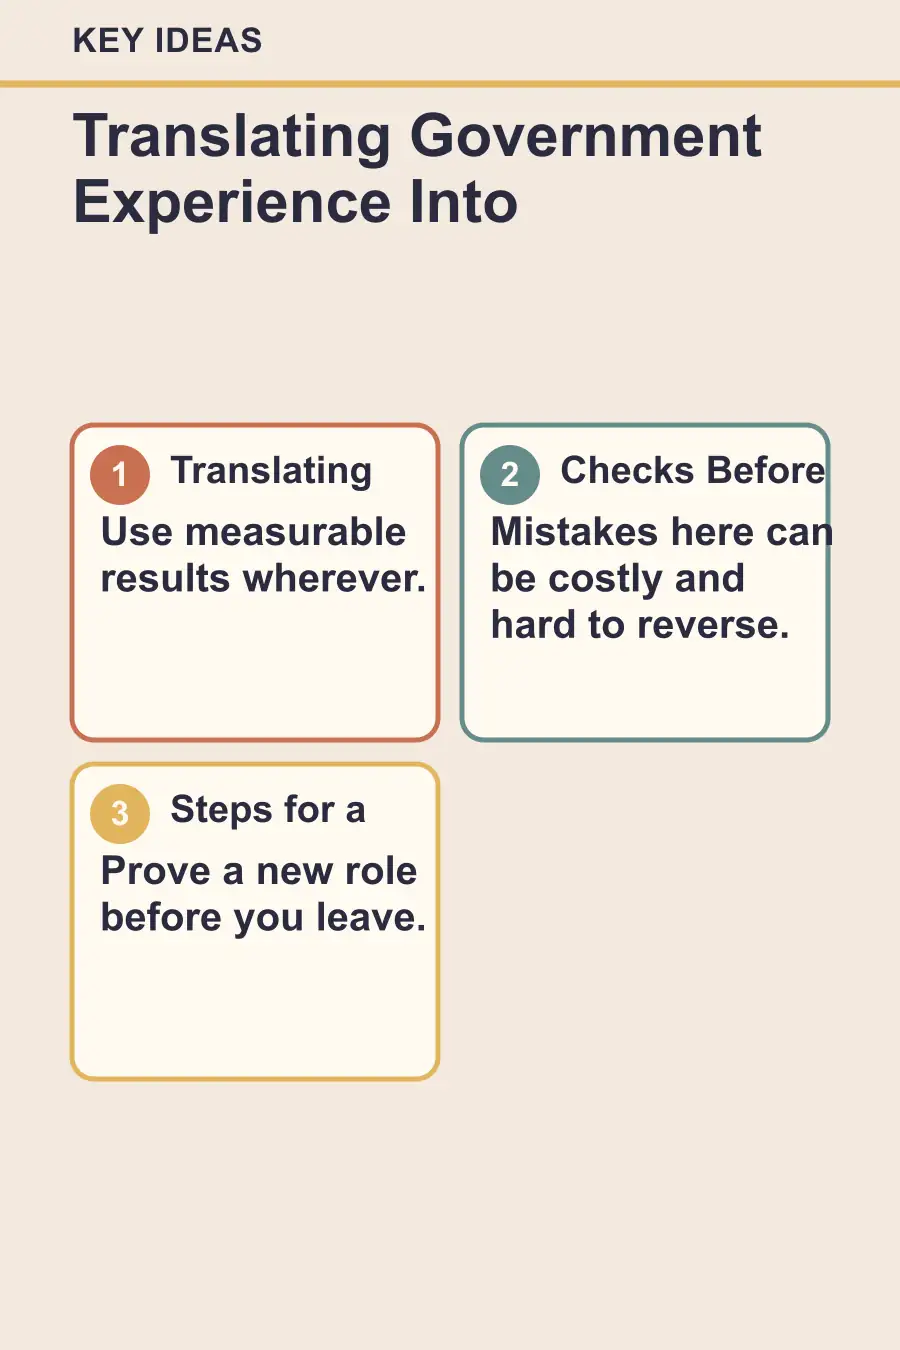 KEY IDEAS
Translating Government
Experience Into
1 Translating
Use measurable
results wherever.
2 Checks Before
Mistakes here can
be costly and
hard to reverse.
3 Steps for a
Prove a new role
before you leave.